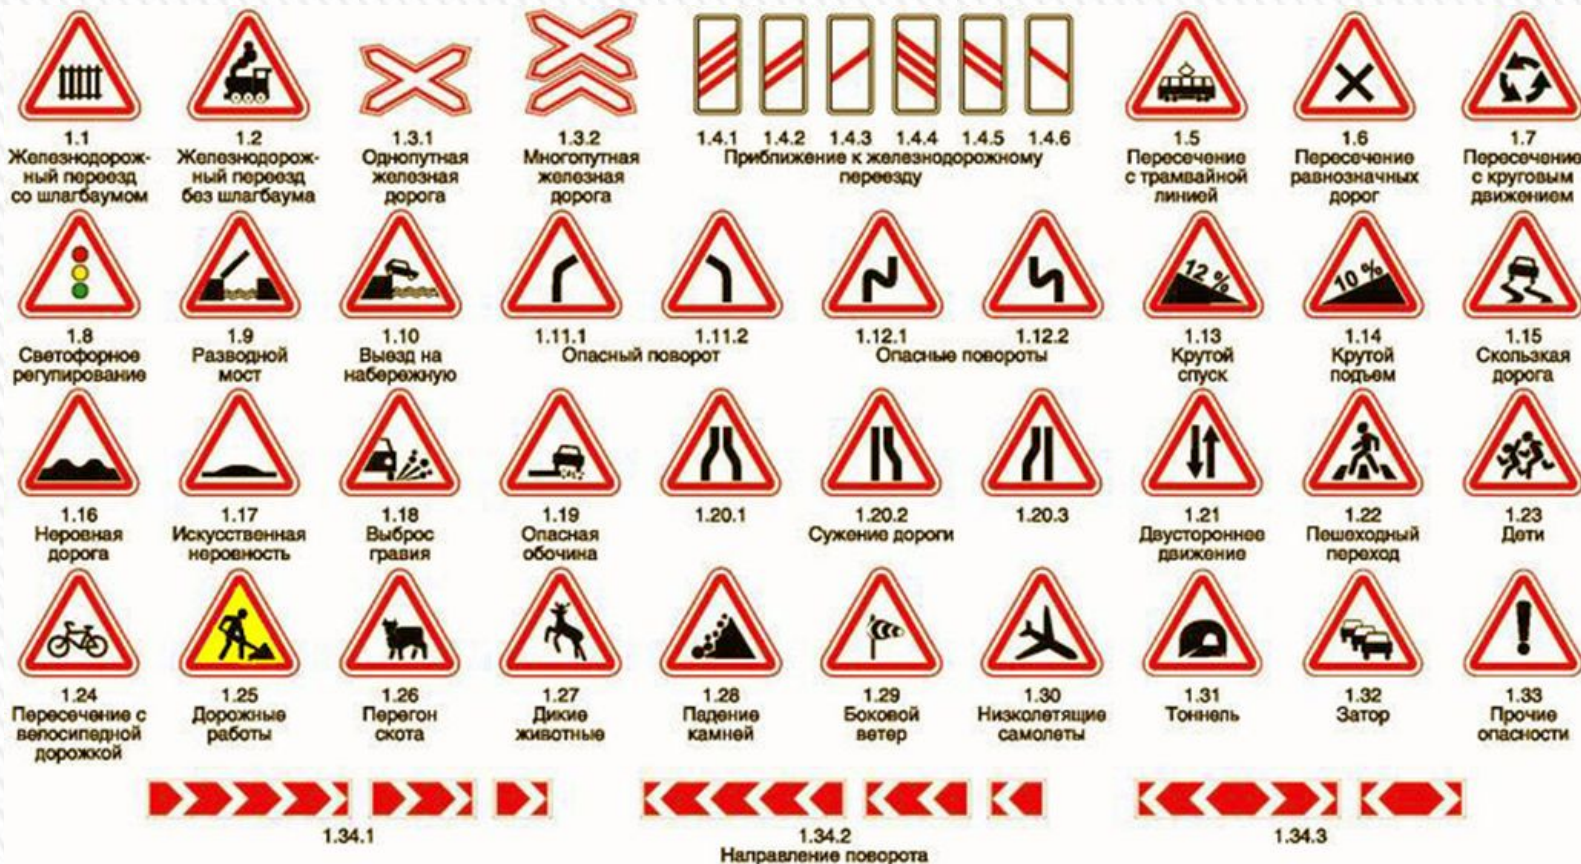 1.1
Железнодорож-
ный переезд
со шлагбаумом
1.2
Железнодорож-
ный переезд
без шлагбаума
1.3.1
Однопутная
железная
дорога
1.3.2
Многопутная
железная
дорога
1.4.1 1.4.2 1.4.3 1.4.4 1.4.5 1.4.6
Приближение к железнодорожному
переезду
1.5
Пересечение
с трамвайной
линией
1.6
Пересечение
равнозначных
дорог
1.7
Пересечение
с круговым
движением
1.8
Светофорное
регулирование
1.9
Разводной
мост
1.10
Выезд на
набережную
1.11.1 1.11.2
Опасный поворот
1.12.1 1.12.2
Опасные повороты
12 %
1.13
Крутой
спуск
10 %
1.14
Крутой
подъем
1.15
Скользкая
дорога
1.16
Неровная
дорога
1.17
Искусственная
неровность
1.18
Выброс
гравия
1.19
Опасная
обочина
1.20.1 1.20.2 1.20.3
Сужение дороги
1.21
Двустороннее
движение
1.22
Пешеходный
переход
1.23
Дети
1.24
Пересечение с
велосипедной
дорожкой
1.25
Дорожные
работы
1.26
Перегон
скота
1.27
Дикие
животные
1.28
Падение
камней
1.29
Боковой
ветер
1.30
Низколетящие
самолеты
1.31
Тоннель
1.32
Затор
1.33
Прочие
опасности
1.34.1 1.34.2 1.34.3
Направление поворота